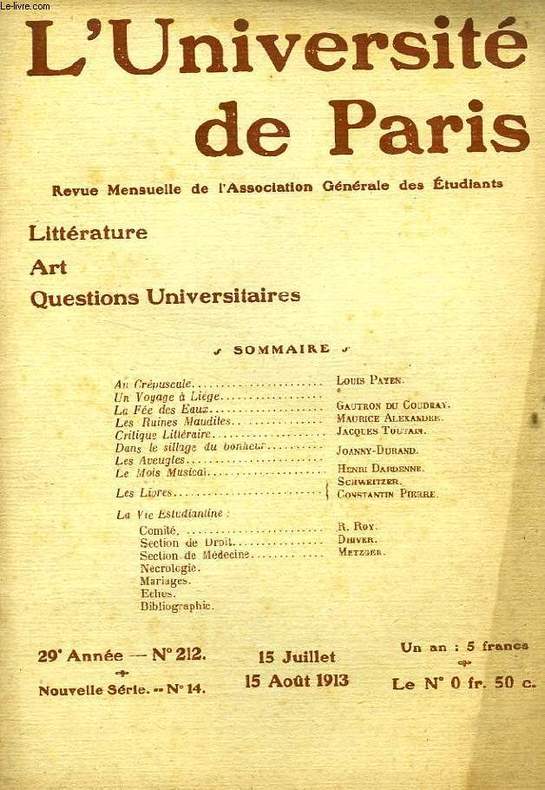 Le-livre.com
L'Université
de Paris
Revue Mensuelle de l'Association Générale des Étudiants
Littérature
Art
Questions Universitaires
SOMMAIRE
Au Crépuscule..................... LOUIS PAYEN.
Un Voyage à Liége.................. *
La Fée des Eaux.................... GAUTRON DU COUDRAY.
Les Ruines Maudites.. ............. MAURICE ALEXANDRE.
Critique Littéraire................ JACQUES TOUTAIN.
Dans le sillage du bonheur.......... JOANNY-DURAND.
Les Aveugles....................... HENRI DARDENNE.
Le Mois Musical.................... SCHWEITZER.
Les Livres......................... { CONSTANTIN PIERRE.
La Vie Estudiantine :
Comité. ................... R. ROY.
Section de Droit............
Section de Médecine............ METZGER.
Nécrologie.
Mariages.
Echos.
Bibliographie.
29e Année — N° 212. 15 Juillet Un an : 5 francs
Nouvelle Série. -- N° 14. 15 Août 1913 Le N° 0 fr. 50 c.